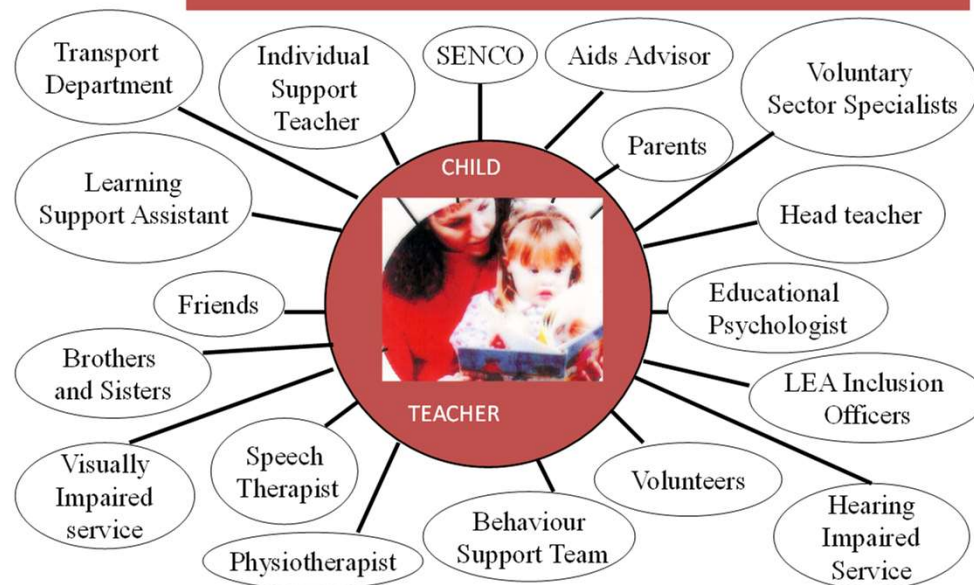 Transport
Department
Individual
Support
Teacher
SENCO
Aids Advisor
Voluntary
Sector Specialists
Parents
CHILD
Learning
Support Assistant
Head teacher
Friends
Educational
Psychologist
Brothers
and Sisters
LEA Inclusion
Officers
TEACHER
Visually
Impaired
service
Speech
Therapist
Volunteers
Hearing
Impaired
Service
Physiotherapist
Behaviour
Support Team